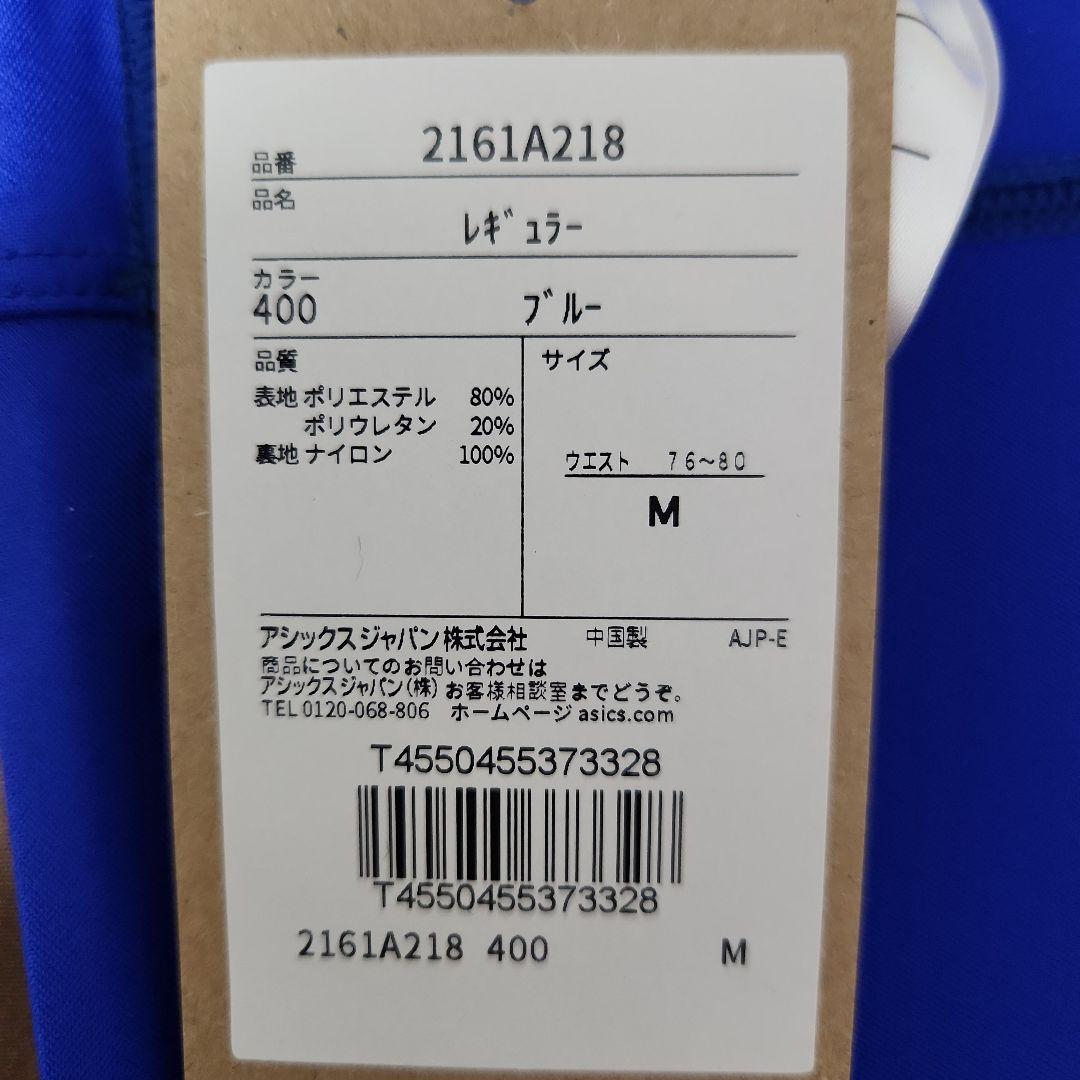 品番 2161A218
品名
レギュラー
カラー
400 ブルー
品質 サイズ
表地 ポリエステル 80%
ポリウレタン 20%
裏地 ナイロン 100%
ウエスト 76〜80
M
アシックスジャパン株式会社 中国製 AJP-E
商品についてのお問い合わせは
アシックスジャパン(株)お客様相談室までどうぞ。
TEL 0120-068-806 ホームページ asics.com
T4550455373328
T4550455373328
2161A218 400 M